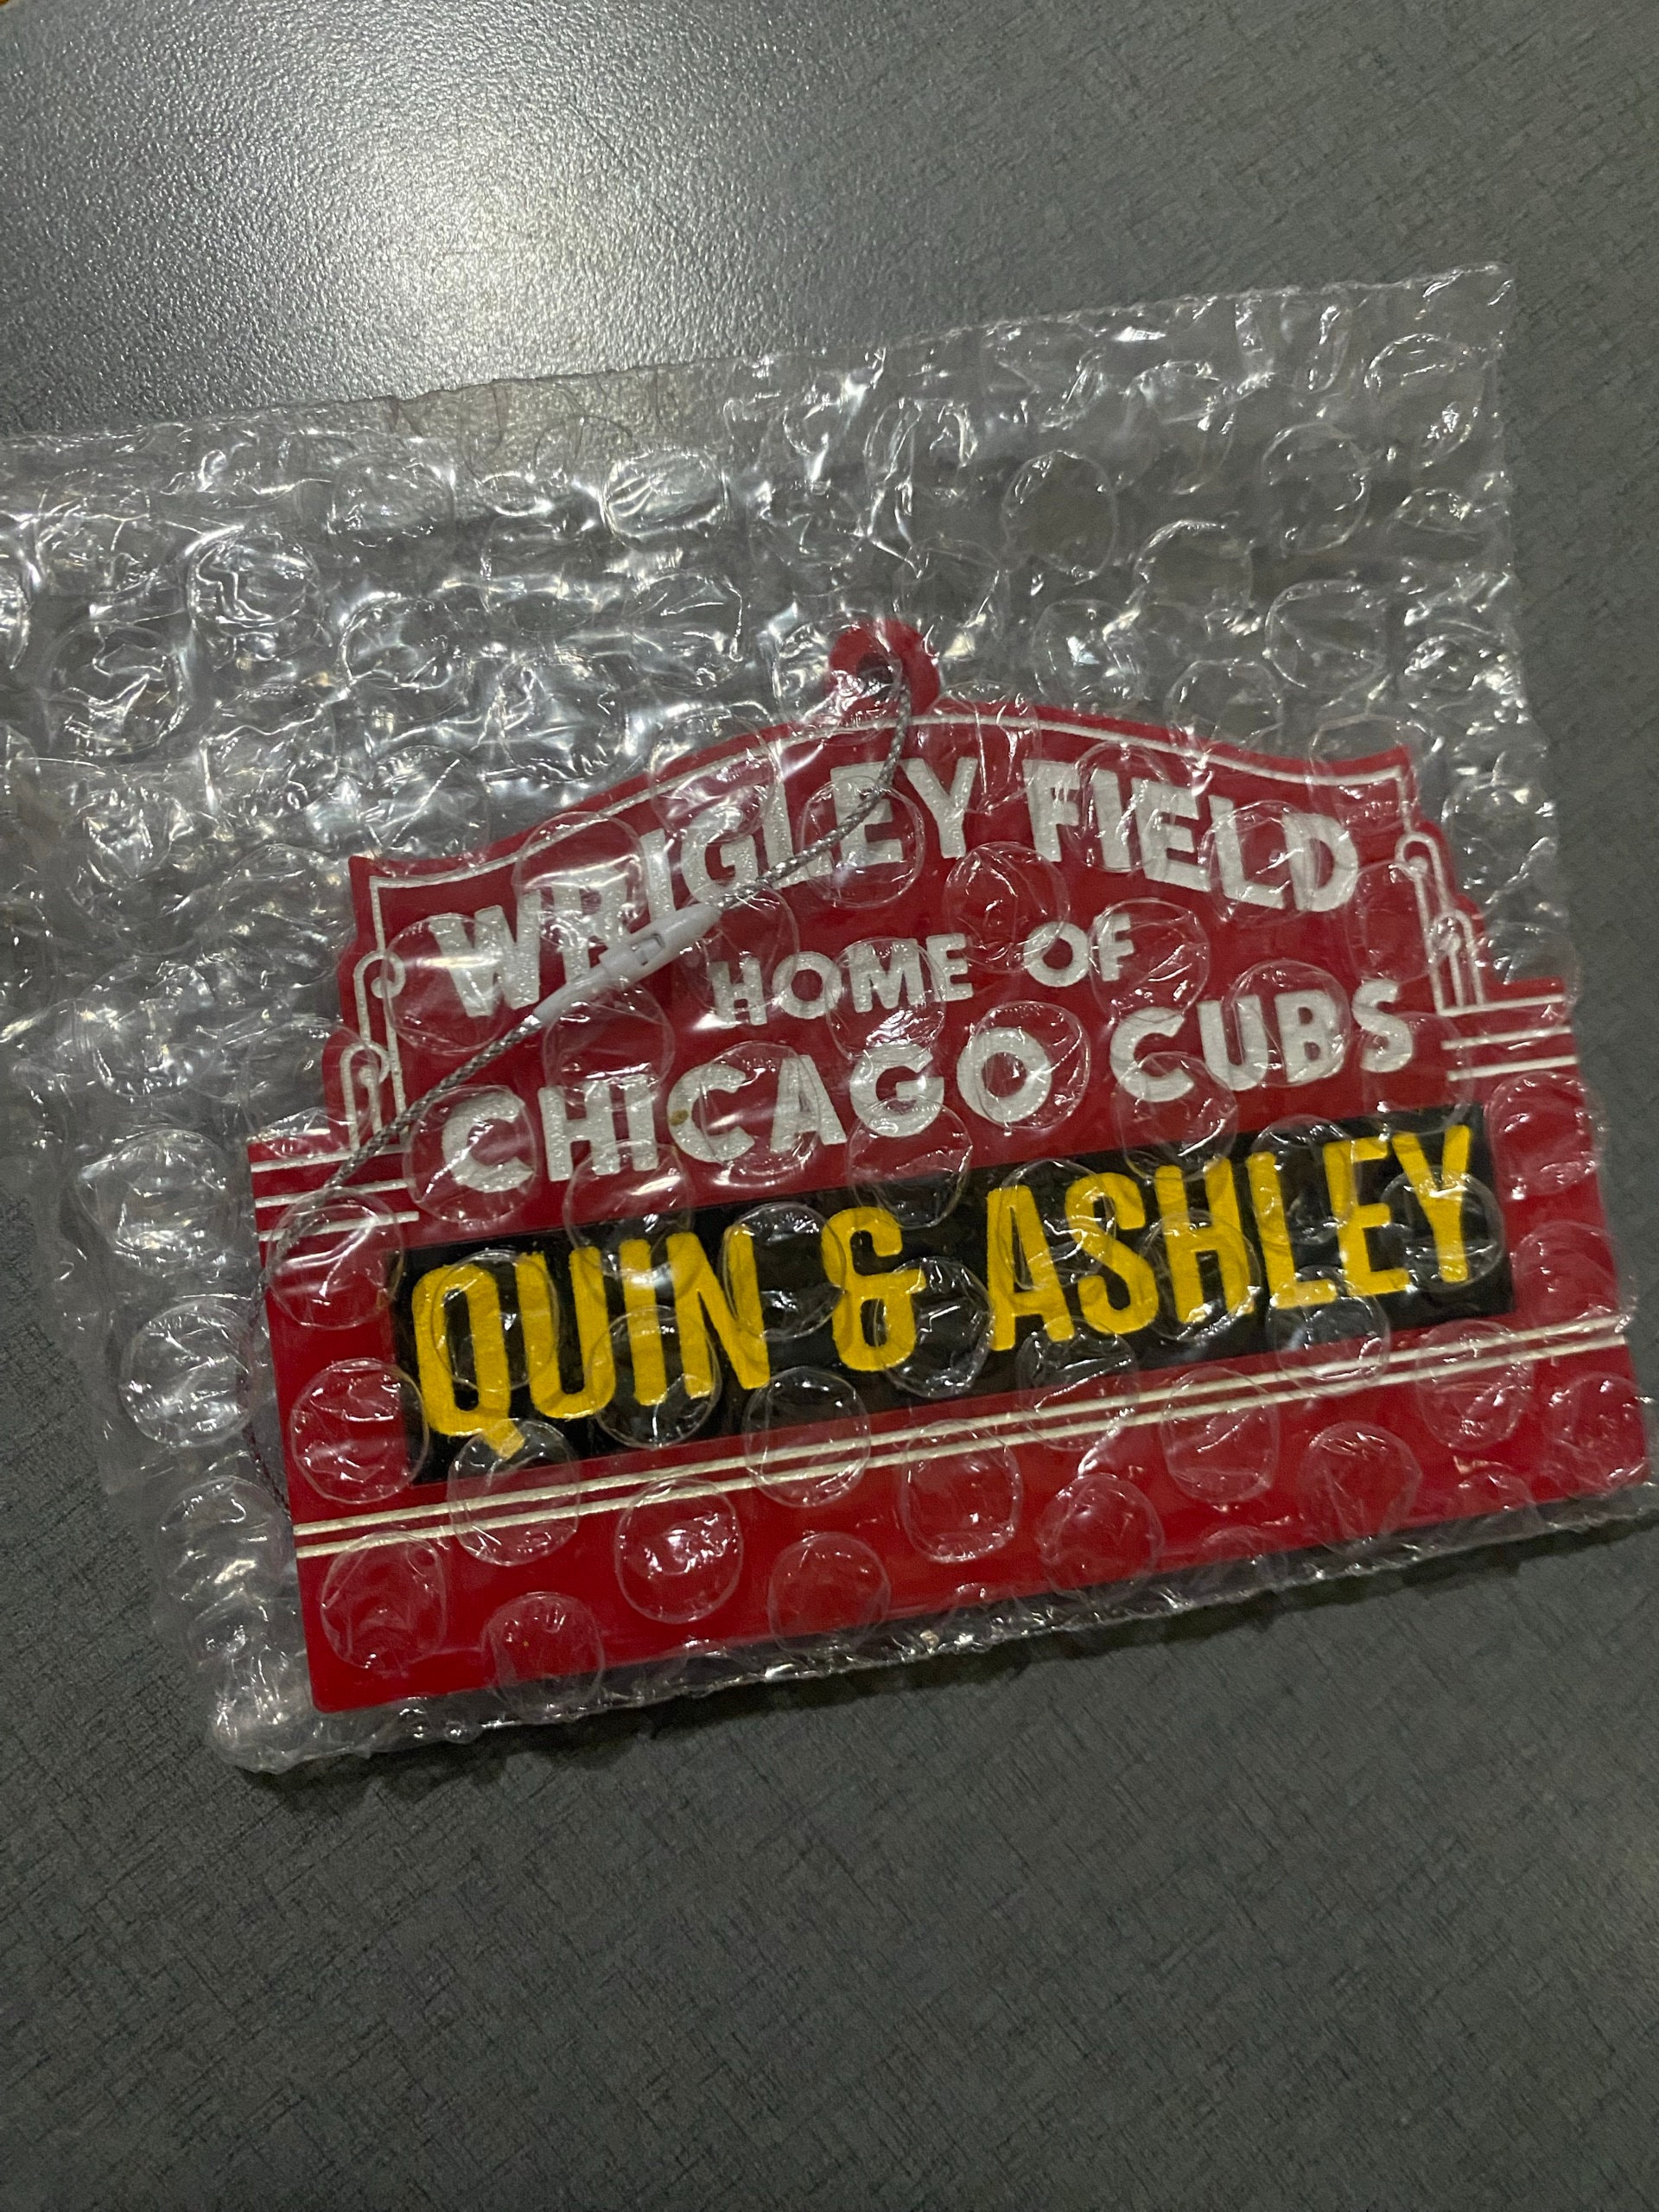 WRIGLEY FIELD
HOME OF
CHICAGO CUBS
QUIN & ASHLEY